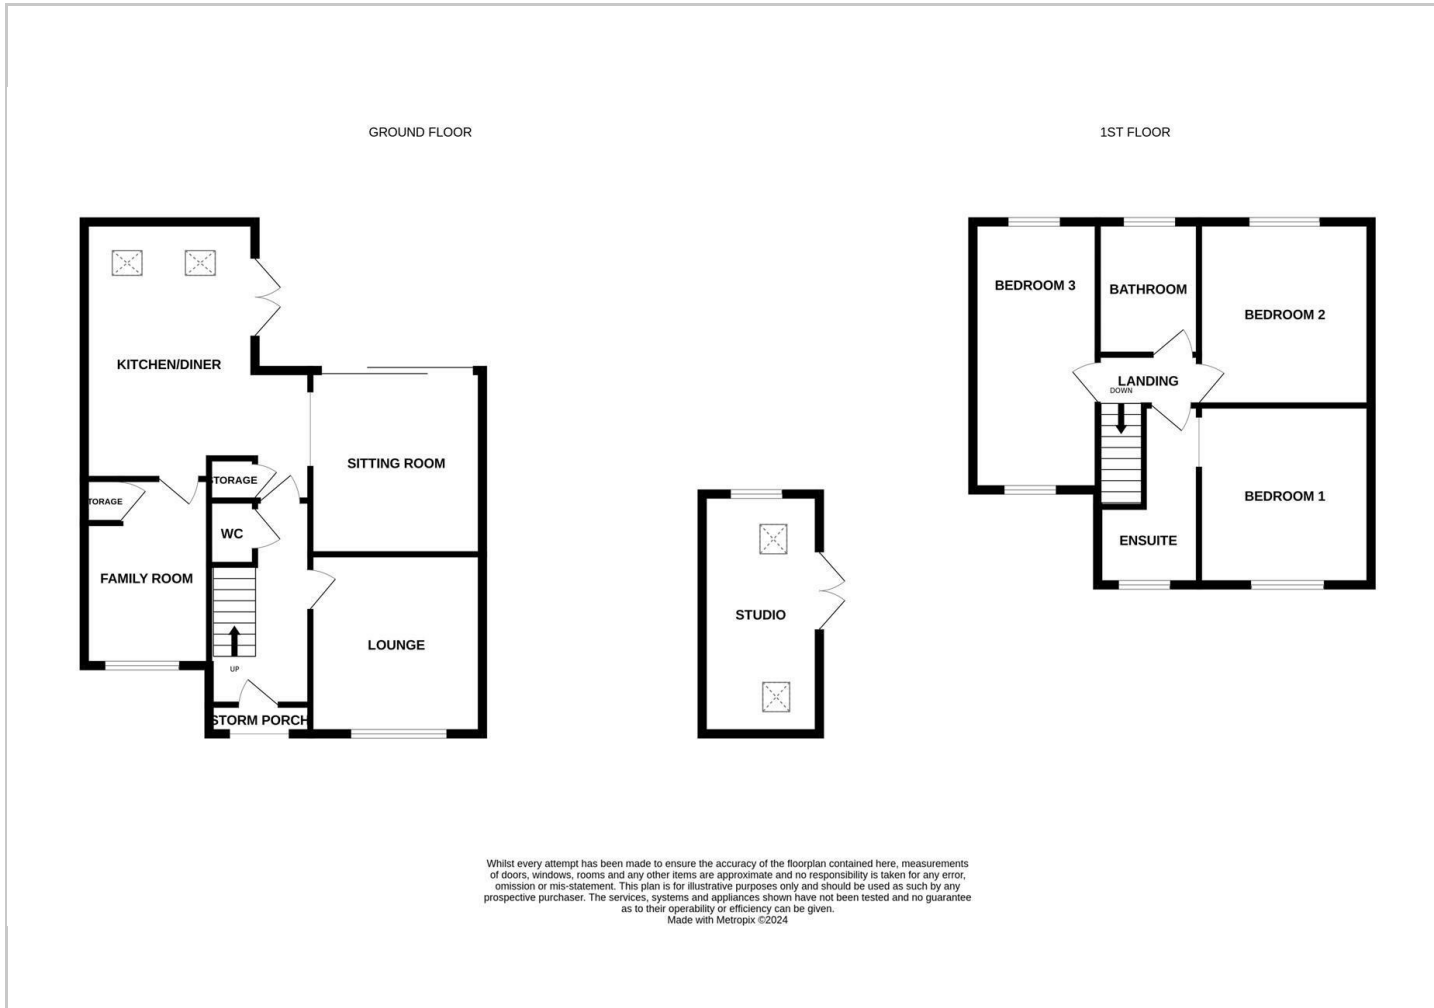 GROUND FLOOR
1ST FLOOR
KITCHEN/DINER
SITTING ROOM
STORAGE
TORAGE
WC
FAMILY ROOM
LOUNGE
UP
STORM PORCH
STUDIO
BEDROOM 3
BATHROOM
BEDROOM 2
LANDING
DOWN
BEDROOM 1
ENSUITE
Whilst every attempt has been made to ensure the accuracy of the floorplan contained here, measurements
of doors, windows, rooms and any other items are approximate and no responsibility is taken for any error,
omission or mis-statement. This plan is for illustrative purposes only and should be used as such by any
prospective purchaser. The services, systems and appliances shown have not been tested and no guarantee
as to their operability or efficiency can be given.
Made with Metropix ©2024